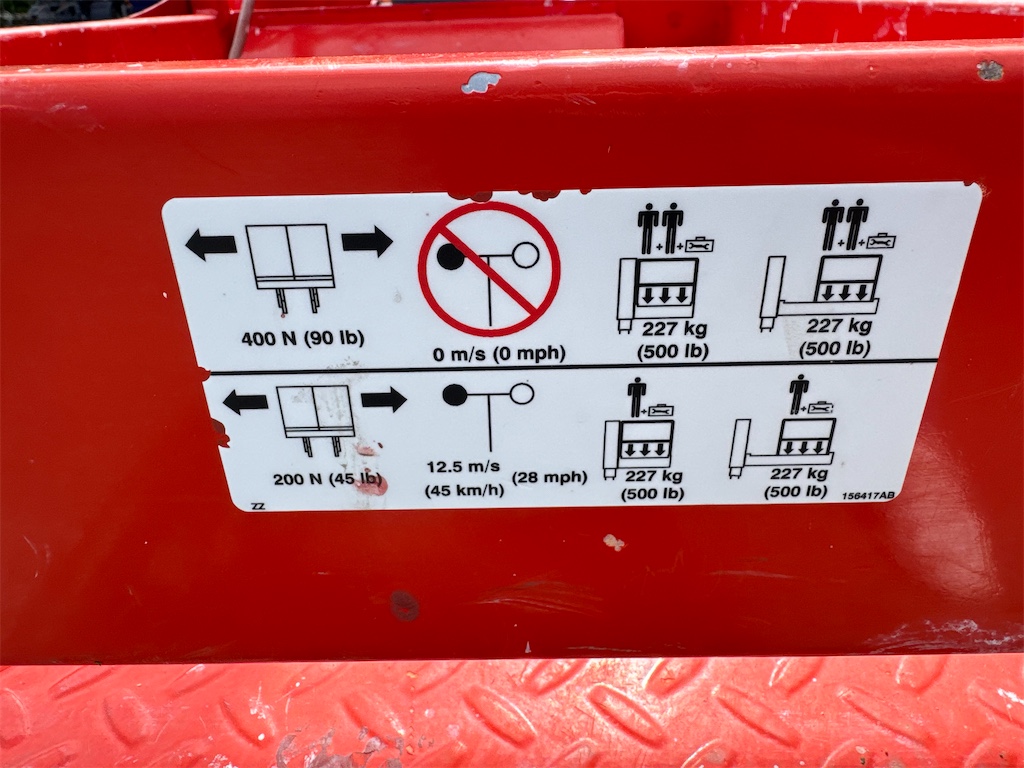 400 N (90 lb)
0 m/s (0 mph)
+ +
227 kg
(500 lb)
+ +
227 kg
(500 lb)
200 N (45 lb)
12.5 m/s
(45 km/h)
(28 mph)
+
227 kg
(500 lb)
+
227 kg
(500 lb)
ZZ
156417AB